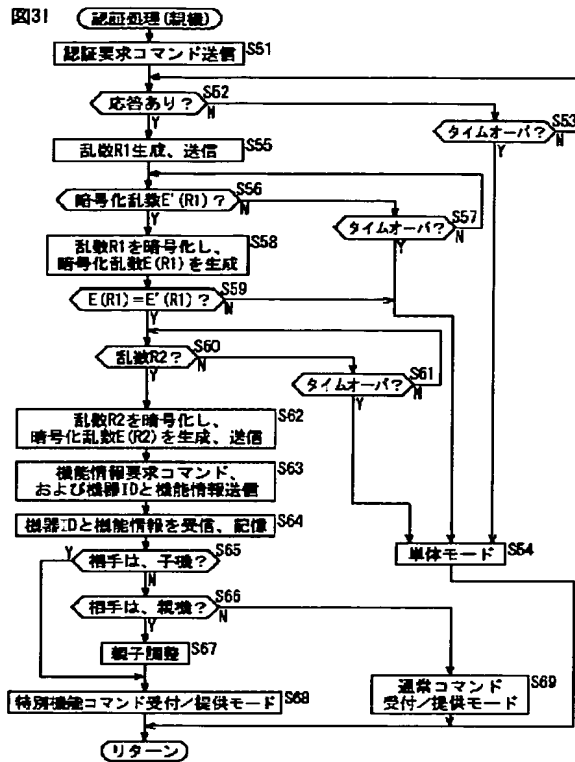 図31
認証処理(親機)
認証要求コマンド送信 S51
応答あり? S52
Y
N
タイムオーバ? S53
Y
N
乱数R1生成、送信 S55
暗号化乱数E'(R1)? S56
Y
N
タイムオーバ? S57
Y
N
乱数R1を暗号化し、
暗号化乱数E(R1)を生成 S58
E(R1)=E'(R1)? S59
Y
N
乱数R2? S60
Y
N
タイムオーバ? S61
Y
N
乱数R2を暗号化し、
暗号化乱数E(R2)を生成、送信 S62
機能情報要求コマンド、
および機器IDと機能情報送信 S63
機器IDと機能情報を受信、記憶 S64
単体モード S54
相手は、子機? S65
Y
N
相手は、親機? S66
Y
N
親子調整 S67
特別機能コマンド受付/提供モード S68
通常コマンド
受付/提供モード S69
リターン